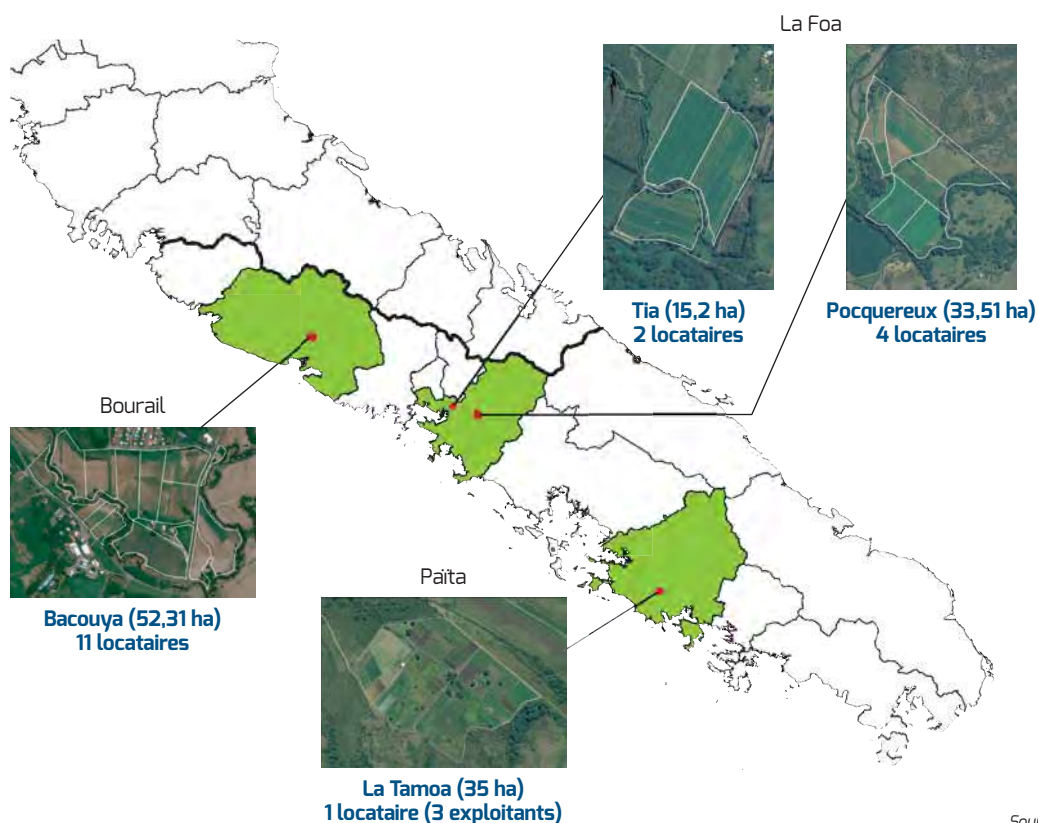 La Foa
Tia (15,2 ha)
2 locataires
Pocquereux (33,51 ha)
4 locataires
Bourail
Bacouya (52,31 ha)
11 locataires
Païta
La Tamoa (35 ha)
1 locataire (3 exploitants)